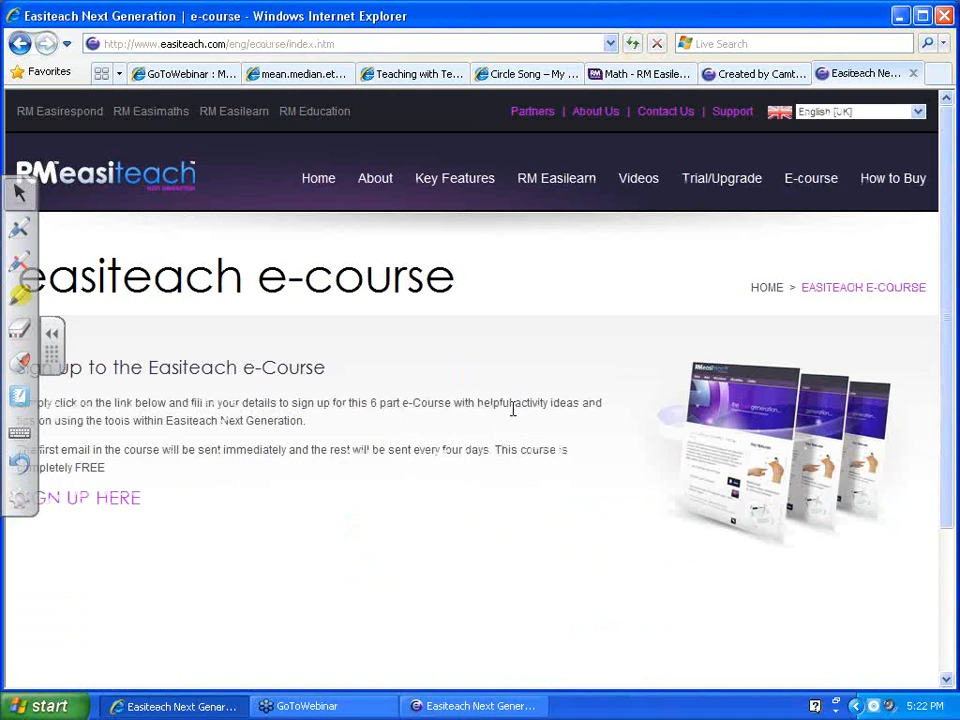 Easiteach Next Generation | e-course - Windows Internet Explorer
http://www.easiteach.com/eng/ecourse/index.htm
Live Search
Favorites
GoToWebinar : M...
mean.median.et...
Teaching with Te...
Circle Song – My ...
Math - RM Easile...
Created by Camt...
Easiteach Ne...
RM Easirespond RM Easimaths RM Easilearn RM Education
Partners | About Us | Contact Us | Support
English [UK]
RM easiteach
NEXT GENERATION
Home About Key Features RM Easilearn Videos Trial/Upgrade E-course How to Buy
easiteach e-course
HOME > EASITEACH E-COURSE
up to the Easiteach e-Course
click on the link below and fill in your details to sign up for this 6 part e-Course with helpful activity ideas and
on using the tools within Easiteach Next Generation.
first email in the course will be sent immediately and the rest will be sent every four days. This course is
completely FREE
SIGN UP HERE
start
Easiteach Next Gener...
GoToWebinar
Easiteach Next Gener...
5:22 PM